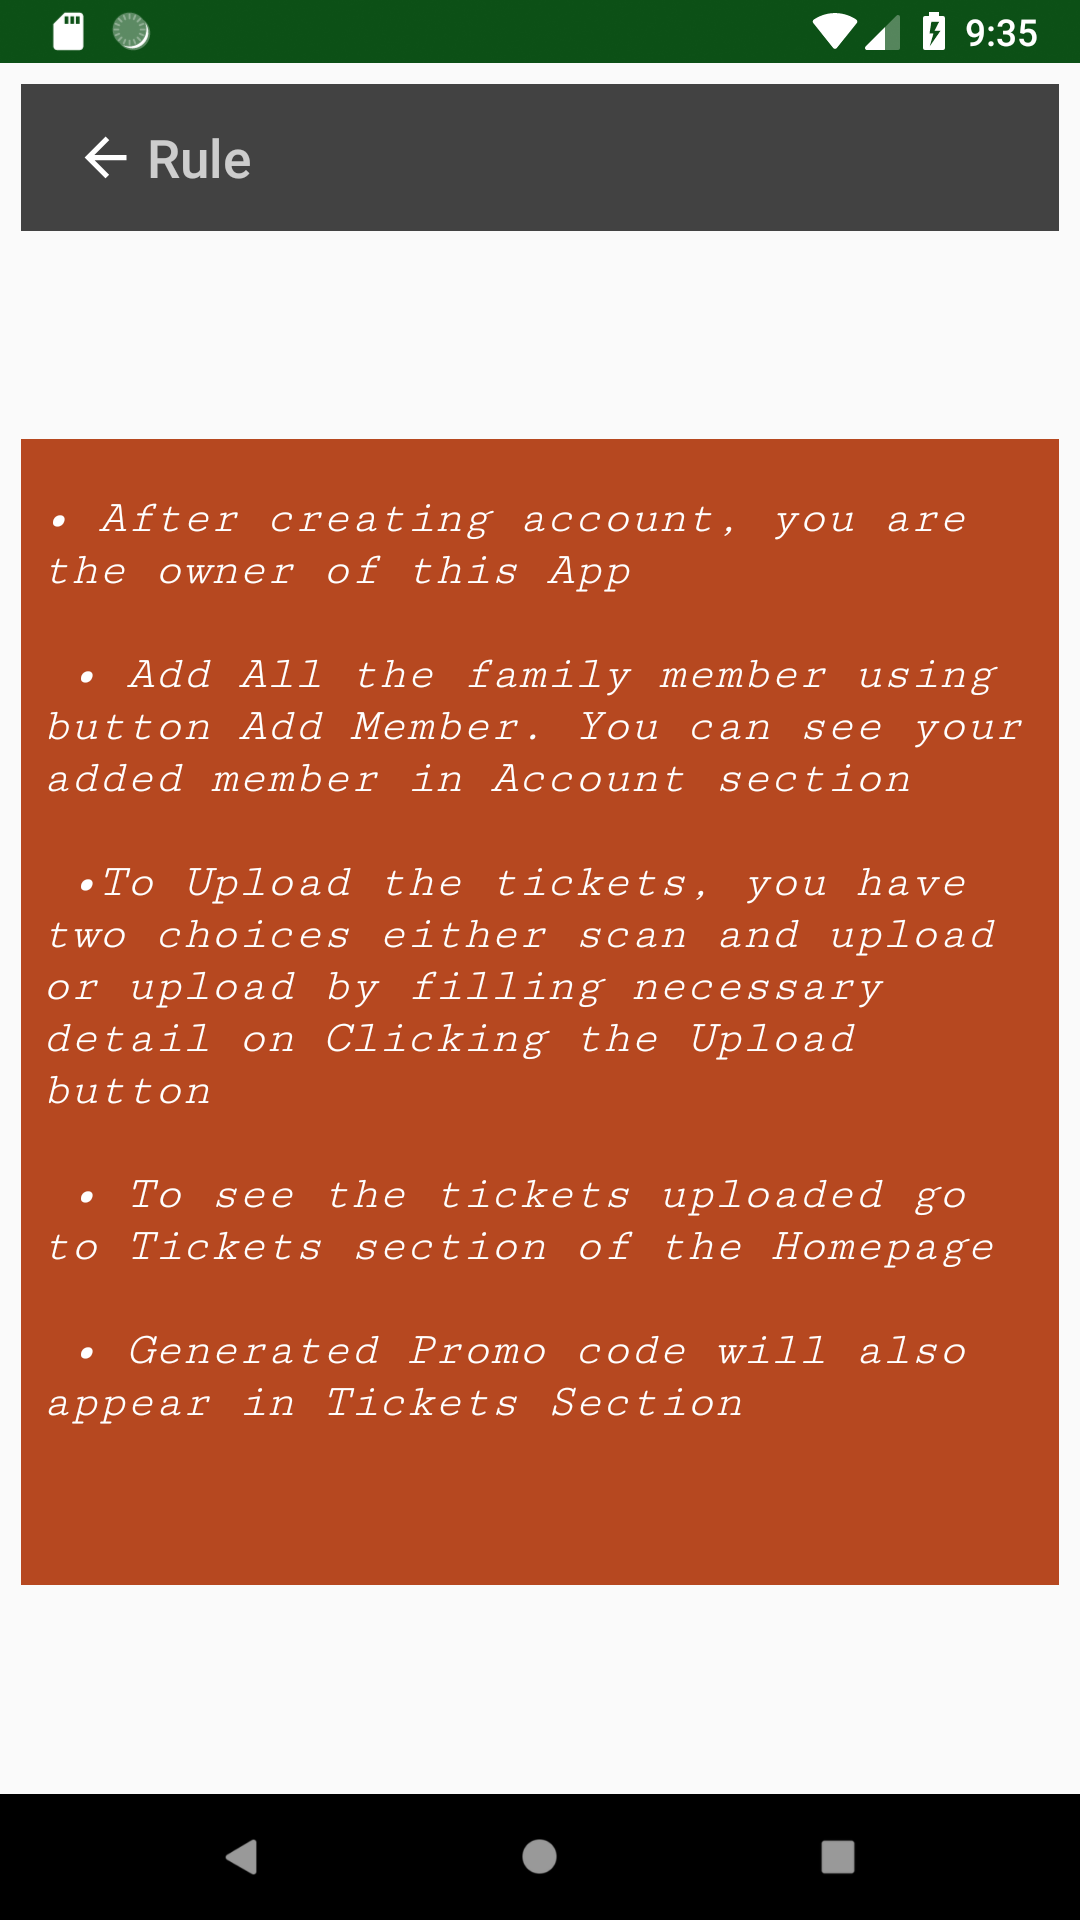 9:35
Rule
• After creating account, you are
the owner of this App
• Add All the family member using
button Add Member. You can see your
added member in Account section
•To Upload the tickets, you have
two choices either scan and upload
or upload by filling necessary
detail on Clicking the Upload
button
• To see the tickets uploaded go
to Tickets section of the Homepage
• Generated Promo code will also
appear in Tickets Section